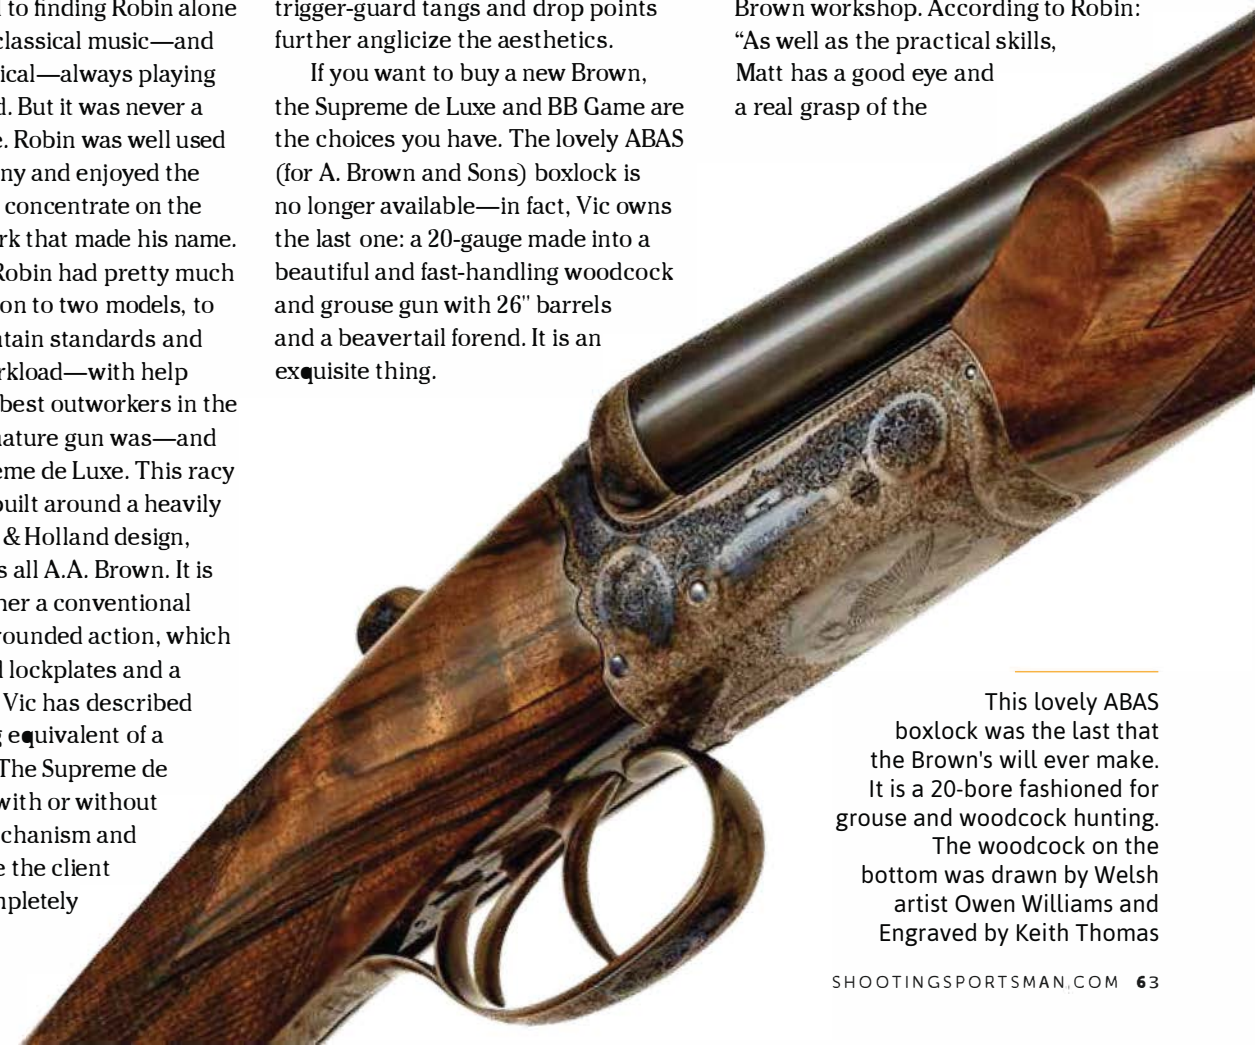 l to finding Robin alone
classical music—and
ical—always playing
d. But it was never a
e. Robin was well used
ny and enjoyed the
concentrate on the
rk that made his name.
Robin had pretty much
on to two models, to
ntain standards and
rkload—with help
best outworkers in the
nature gun was—and
eme de Luxe. This racy
built around a heavily
& Holland design,
s all A.A. Brown. It is
her a conventional
rounded action, which
l lockplates and a
Vic has described
g equivalent of a
The Supreme de
with or without
chanism and
e the client
mpletely
trigger-guard tangs and drop points
further anglicize the aesthetics.
If you want to buy a new Brown,
the Supreme de Luxe and BB Game are
the choices you have. The lovely ABAS
(for A. Brown and Sons) boxlock is
no longer available—in fact, Vic owns
the last one: a 20-gauge made into a
beautiful and fast-handling woodcock
and grouse gun with 26" barrels
and a beavertail forend. It is an
exquisite thing.
Brown workshop. According to Robin:
“As well as the practical skills,
Matt has a good eye and
a real grasp of the
This lovely ABAS
boxlock was the last that
the Brown's will ever make.
It is a 20-bore fashioned for
grouse and woodcock hunting.
The woodcock on the
bottom was drawn by Welsh
artist Owen Williams and
Engraved by Keith Thomas
SHOOTINGSPORTSMAN.COM 63